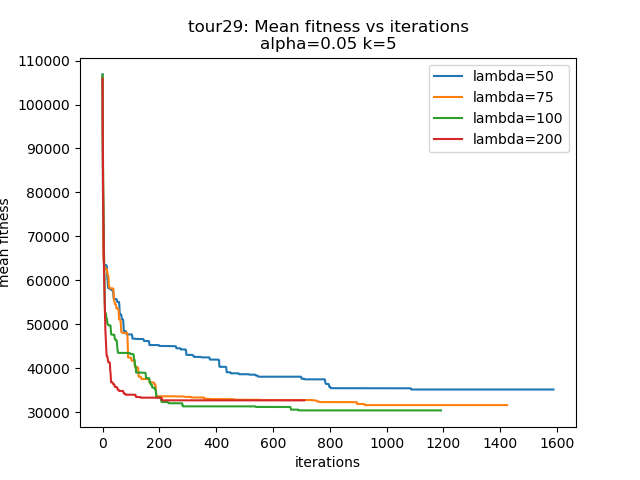 tour29: Mean fitness vs iterations
alpha=0.05 k=5
110000
100000
90000
80000
70000
60000
50000
40000
30000
mean fitness
lambda=50
lambda=75
lambda=100
lambda=200
0
200
400
600
800
1000
1200
1400
1600
iterations